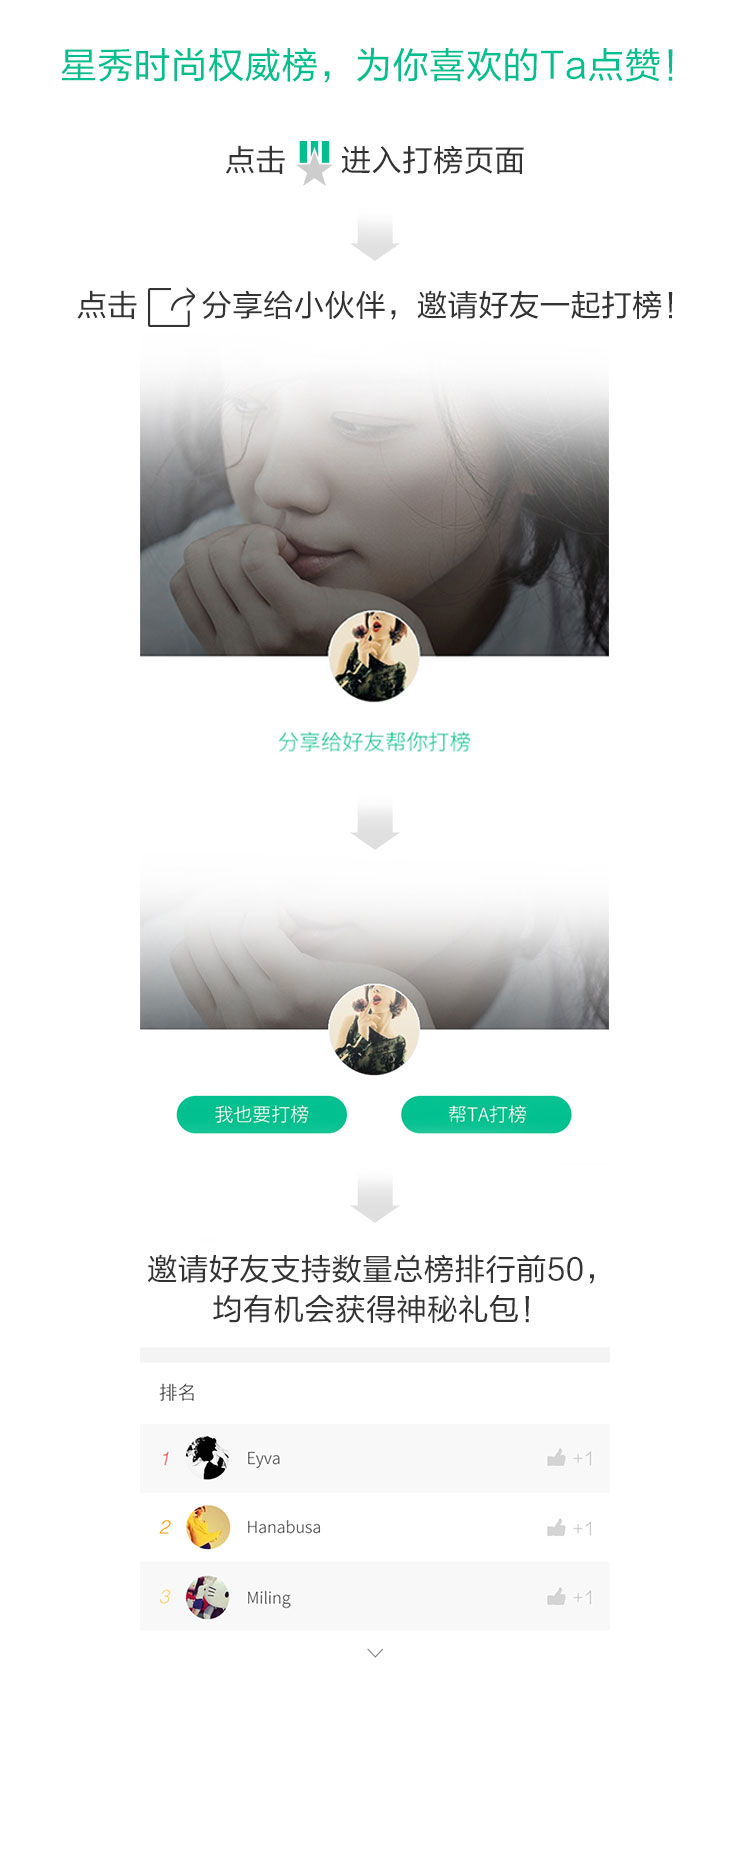 星秀时尚权威榜，为你喜欢的Ta点赞！
点击 进入打榜页面
点击 分享给小伙伴，邀请好友一起打榜！
分享给好友帮你打榜
我也要打榜 帮TA打榜
邀请好友支持数量总榜排行前50，
均有机会获得神秘礼包！
排名
1 Eyva +1
2 Hanabusa +1
3 Miling +1